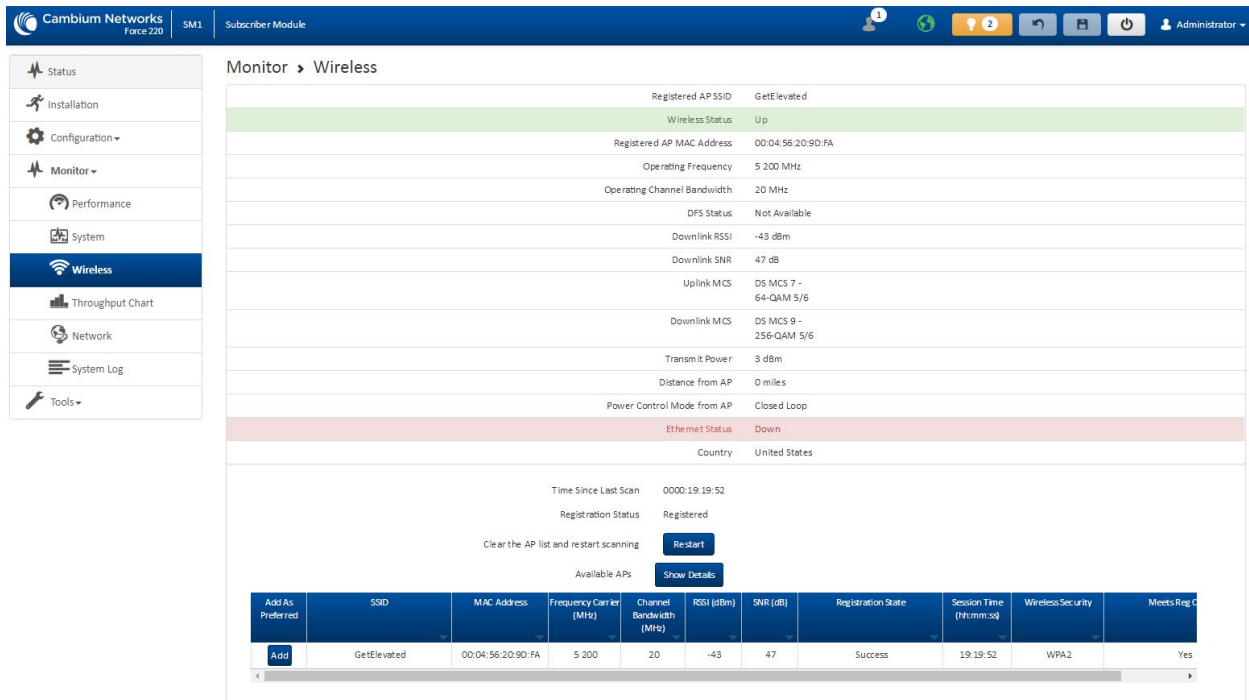 Cambium Networks
Force 220
SM1
Subscriber Module
1
2
Administrator
Status
Installation
Configuration
Monitor
Performance
System
Wireless
Throughput Chart
Network
System Log
Tools
Monitor > Wireless
Registered AP SSID GetElevated
Wireless Status Up
Registered AP MAC Address 00:04:56:20:9D:FA
Operating Frequency 5 200 MHz
Operating Channel Bandwidth 20 MHz
DFS Status Not Available
Downlink RSSI -43 dBm
Downlink SNR 47 dB
Uplink MCS DS MCS 7 -
64-QAM 5/6
Downlink MCS DS MCS 9 -
256-QAM 5/6
Transmit Power 3 dBm
Distance from AP 0 miles
Power Control Mode from AP Closed Loop
Ethernet Status Down
Country United States
Time Since Last Scan 0000:19:19:52
Registration Status Registered
Clear the AP list and restart scanning Restart
Available APs Show Details
Add As Preferred SSID MAC Address Frequency Carrier (MHz) Channel Bandwidth (MHz) RSSI (dBm) SNR (dB) Registration State Session Time (hh:mm:ss) Wireless Security Meets Reg
Add GetElevated 00:04:56:20:9D:FA 5 200 20 -43 47 Success 19:19:52 WPA2 Yes